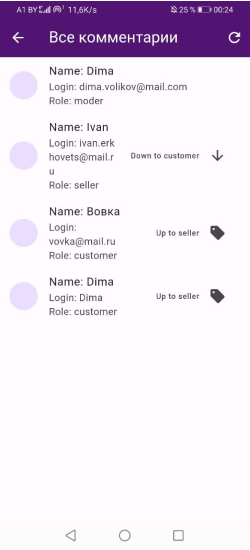 A1 BY 11,6K/s 25 % 00:24
Все комментарии
Name: Dima
Login: dima.volikov@mail.com
Role: moder
Name: Ivan
Login: ivan.erk
hovets@mail.r
u
Role: seller
Down to customer
Name: Вовка
Login:
vovka@mail.ru
Role: customer
Up to seller
Name: Dima
Login: Dima
Role: customer
Up to seller